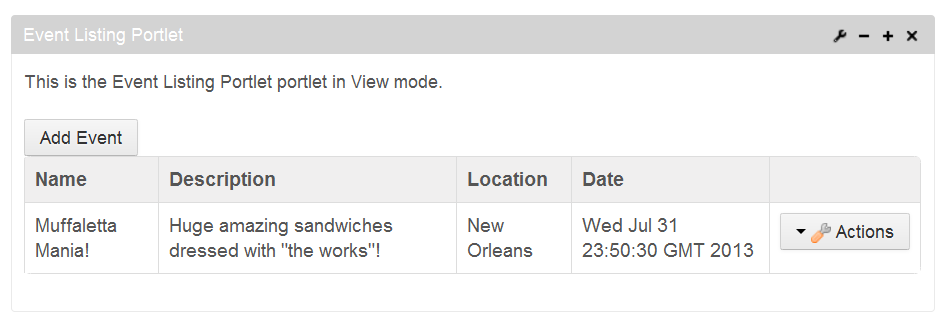 Event Listing Portlet
This is the Event Listing Portlet portlet in View mode.
Add Event
Name Description Location Date
Muffaletta Huge amazing sandwiches New Wed Jul 31
Mania! dressed with "the works"! Orleans 23:50:30 GMT 2013
Actions